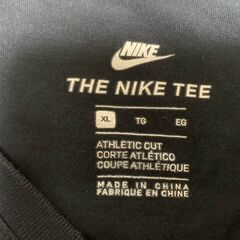 NIKE
THE NIKE TEE
XL TG EG
ATHLETIC CUT
CORTE ATLÉTICO
COUPE ATHLÉTIQUE
MADE IN CHINA
FABRIQUÉ EN CHINE